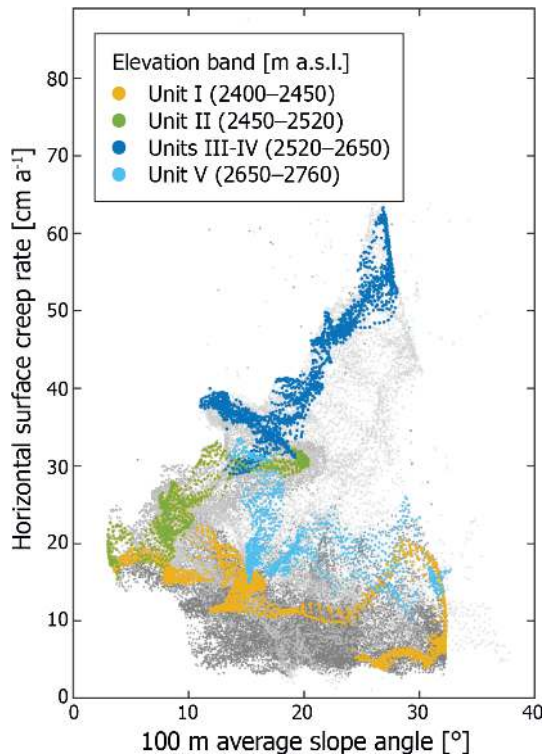 Horizontal surface creep rate [cm a⁻¹]
80
70
60
50
40
30
20
10
0
Elevation band [m a.s.l.]
Unit I (2400–2450)
Unit II (2450–2520)
Units III-IV (2520–2650)
Unit V (2650–2760)
0
10
20
30
40
100 m average slope angle [°]